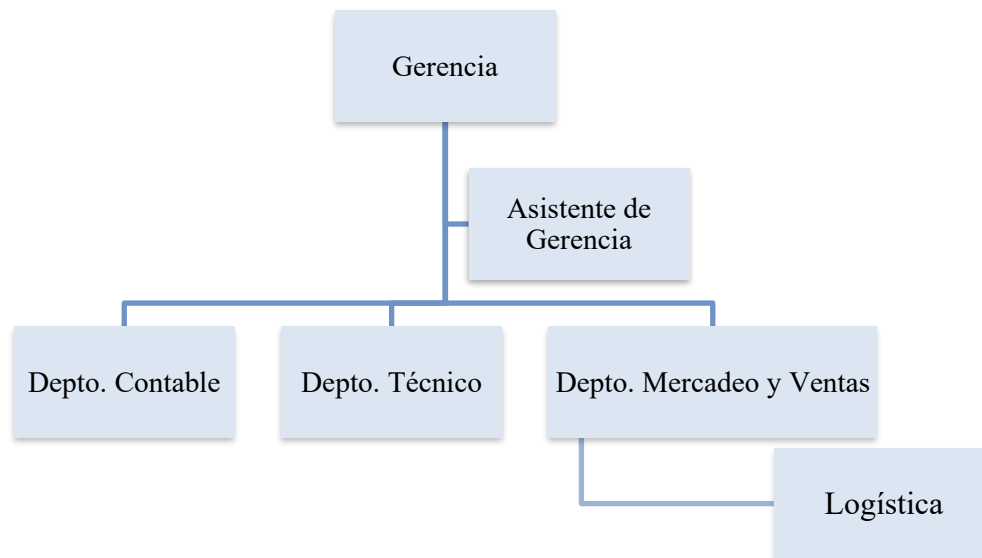 Gerencia
Asistente de
Gerencia
Depto. Contable
Depto. Técnico
Depto. Mercadeo y Ventas
Logística